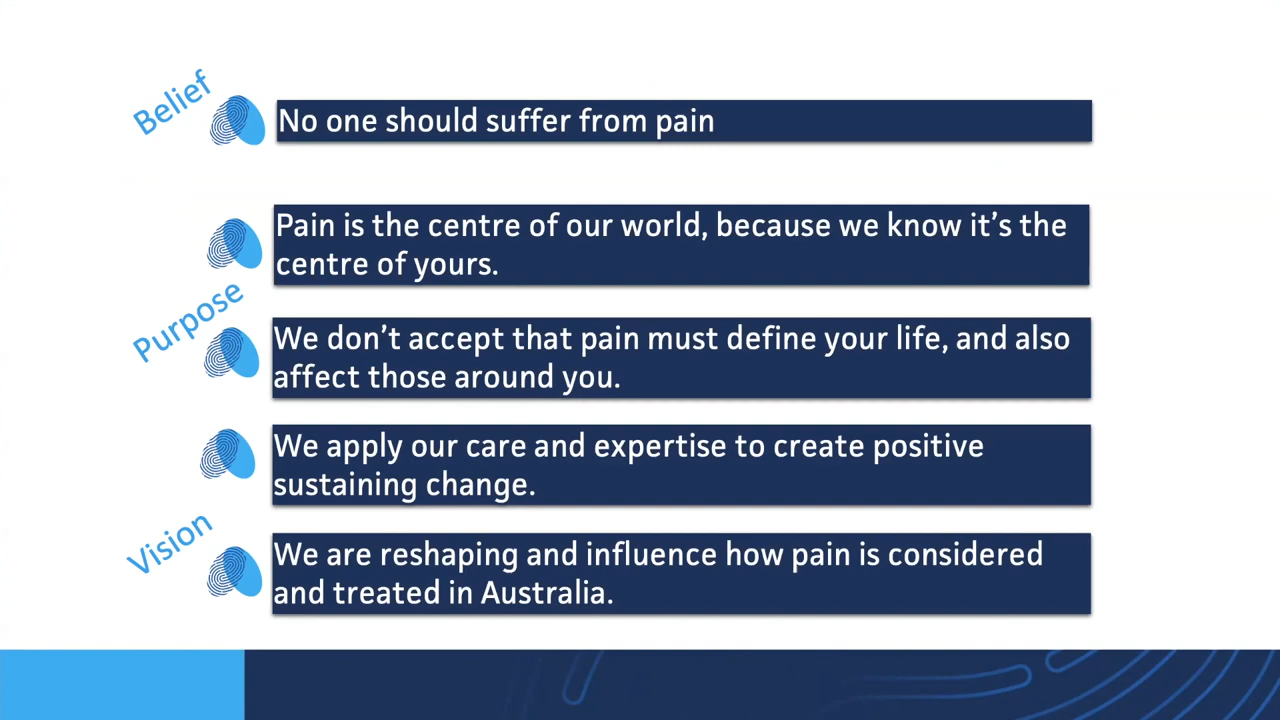 Belief
No one should suffer from pain
Pain is the centre of our world, because we know it’s the
centre of yours.
Purpose
We don’t accept that pain must define your life, and also
affect those around you.
We apply our care and expertise to create positive
sustaining change.
Vision
We are reshaping and influence how pain is considered
and treated in Australia.